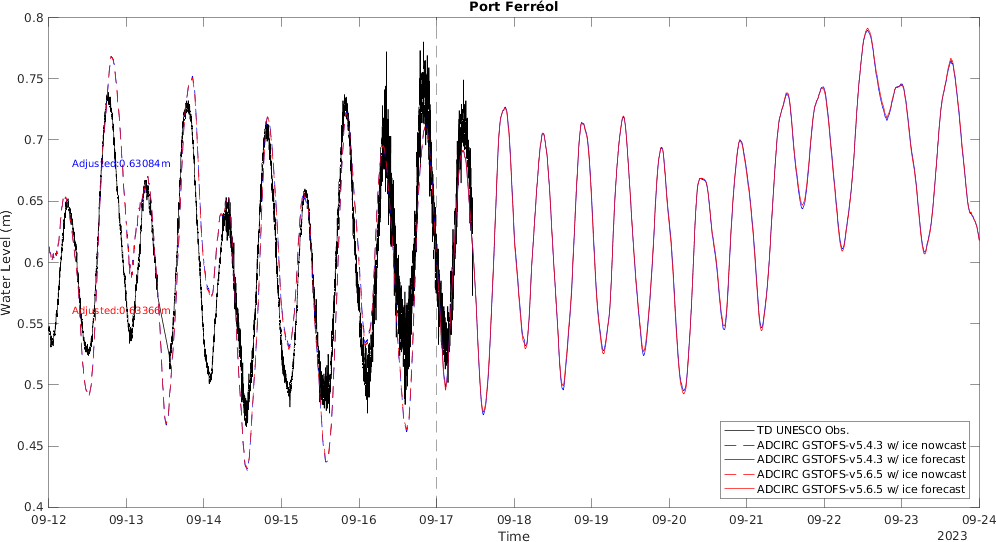 Port Ferréol
0.8
0.75
0.7
0.65
0.6
0.55
0.5
0.45
0.4
Water Level (m)
Adjusted:0.63084m
Adjusted:0.63366m
TD UNESCO Obs.
ADCIRC GSTOFS-v5.4.3 w/ ice nowcast
ADCIRC GSTOFS-v5.4.3 w/ ice forecast
ADCIRC GSTOFS-v5.6.5 w/ ice nowcast
ADCIRC GSTOFS-v5.6.5 w/ ice forecast
09-12 09-13 09-14 09-15 09-16 09-17 09-18 09-19 09-20 09-21 09-22 09-23 09-24
Time
2023